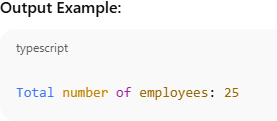 Output Example:
typescript
Total number of employees: 25